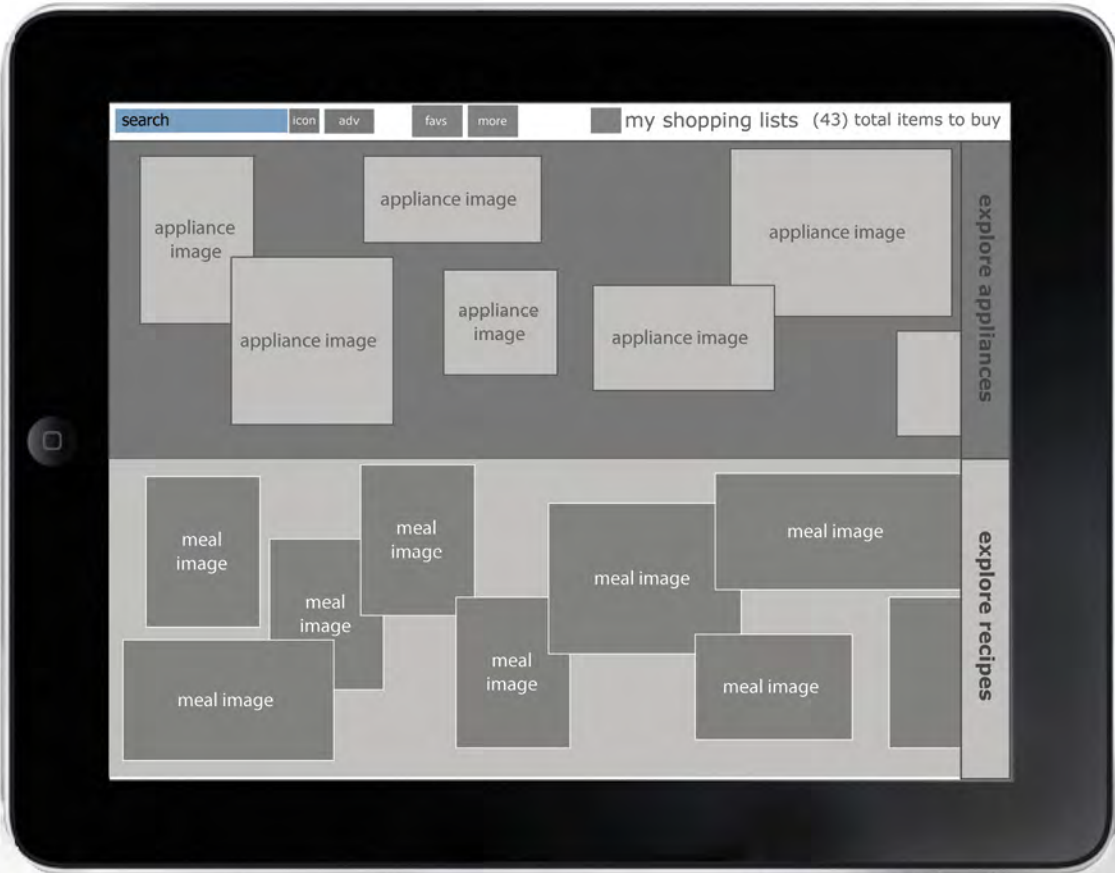 search
icon
adv
favs
more
my shopping lists
(43) total items to buy
appliance
image
appliance image
appliance image
appliance image
appliance
image
appliance image
explore appliances
meal
image
meal
image
meal
image
meal image
meal image
meal image
meal
image
meal image
explore recipes